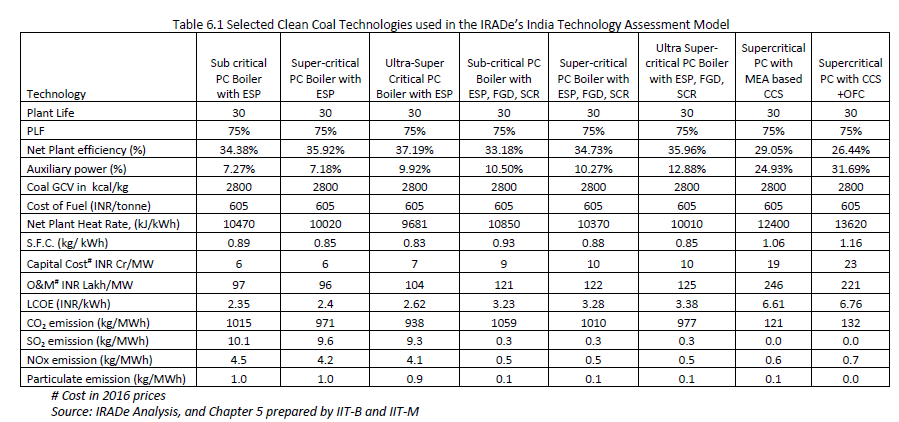 Table 6.1 Selected Clean Coal Technologies used in the IRADe's India Technology Assessment Model
Technology | Sub critical PC Boiler with ESP | Super-critical PC Boiler with ESP | Ultra-Super Critical PC Boiler with ESP | Sub-critical PC Boiler with ESP, FGD, SCR | Super-critical PC Boiler with ESP, FGD, SCR | Ultra Super-critical PC Boiler with ESP, FGD, SCR | Supercritical PC with MEA based CCS | Supercritical PC with CCS +OFC
Plant Life | 30 | 30 | 30 | 30 | 30 | 30 | 30 | 30
PLF | 75% | 75% | 75% | 75% | 75% | 75% | 75% | 75%
Net Plant efficiency (%) | 34.38% | 35.92% | 37.19% | 33.18% | 34.73% | 35.96% | 29.05% | 26.44%
Auxiliary power (%) | 7.27% | 7.18% | 9.92% | 10.50% | 10.27% | 12.88% | 24.93% | 31.69%
Coal GCV in kcal/kg | 2800 | 2800 | 2800 | 2800 | 2800 | 2800 | 2800 | 2800
Cost of Fuel (INR/tonne) | 605 | 605 | 605 | 605 | 605 | 605 | 605 | 605
Net Plant Heat Rate, (kJ/kWh) | 10470 | 10020 | 9681 | 10850 | 10370 | 10010 | 12400 | 13620
S.F.C. (kg/ kWh) | 0.89 | 0.85 | 0.83 | 0.93 | 0.88 | 0.85 | 1.06 | 1.16
Capital Cost# INR Cr/MW | 6 | 6 | 7 | 9 | 10 | 10 | 19 | 23
O&M# INR Lakh/MW | 97 | 96 | 104 | 121 | 122 | 125 | 246 | 221
LCOE (INR/kWh) | 2.35 | 2.4 | 2.62 | 3.23 | 3.28 | 3.38 | 6.61 | 6.76
CO₂ emission (kg/MWh) | 1015 | 971 | 938 | 1059 | 1010 | 977 | 121 | 132
SO₂ emission (kg/MWh) | 10.1 | 9.6 | 9.3 | 0.5 | 0.3 | 0.3 | 0.0 | 0.0
NOx emission (kg/MWh) | 4.5 | 4.2 | 4.1 | 0.5 | 0.5 | 0.5 | 0.6 | 0.7
Particulate emission (kg/MWh) | 1.0 | 1.0 | 0.9 | 0.1 | 0.1 | 0.1 | 0.1 | 0.0
# Cost in 2016 prices
Source: IRADe Analysis, and Chapter 5 prepared by IIT-B and IIT-M